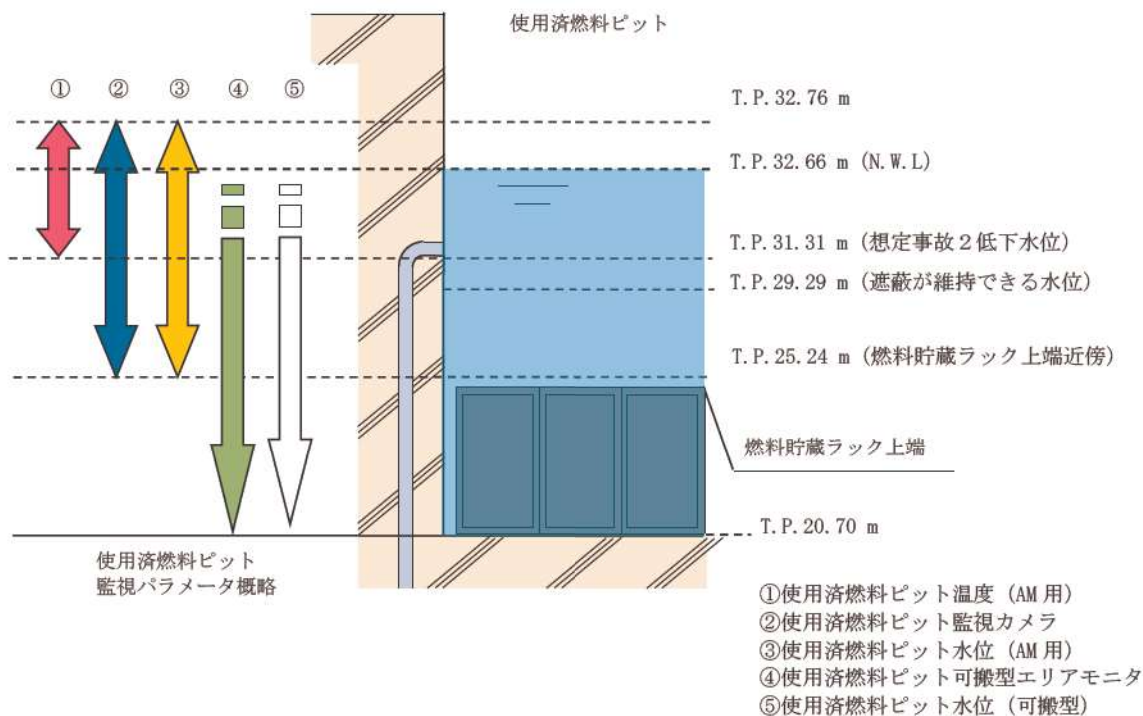 使用済燃料ピット
① ② ③ ④ ⑤
T.P.32.76 m
T.P.32.66 m (N.W.L)
T.P.31.31 m (想定事故２低下水位)
T.P.29.29 m (遮蔽が維持できる水位)
T.P.25.24 m (燃料貯蔵ラック上端近傍)
燃料貯蔵ラック上端
T.P.20.70 m
使用済燃料ピット
監視パラメータ概略
①使用済燃料ピット温度 (AM 用)
②使用済燃料ピット監視カメラ
③使用済燃料ピット水位 (AM 用)
④使用済燃料ピット可搬型エリアモニタ
⑤使用済燃料ピット水位 (可搬型)